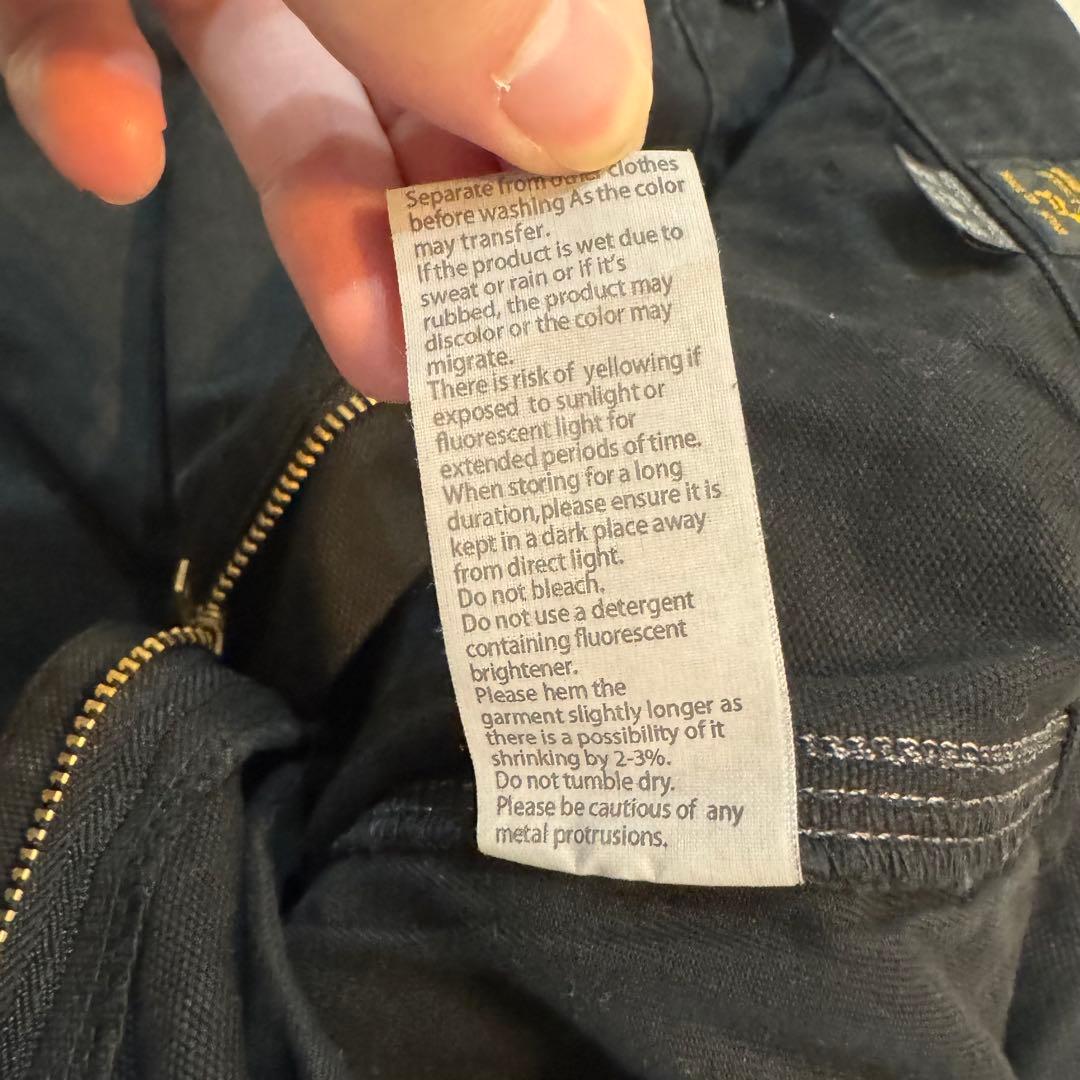 Separate from other clothes
before washing As the color
may transfer.
If the product is wet due to
sweat or rain or if it's
rubbed, the product may
discolor or the color may
migrate.
There is risk of yellowing if
exposed to sunlight or
fluorescent light for
extended periods of time.
When storing for a long
duration,please ensure it is
kept in a dark place away
from direct light.
Do not bleach.
Do not use a detergent
containing fluorescent
brightener.
Please hem the
garment slightly longer as
there is a possibility of it
shrinking by 2-3%.
Do not tumble dry.
Please be cautious of any
metal protrusions.